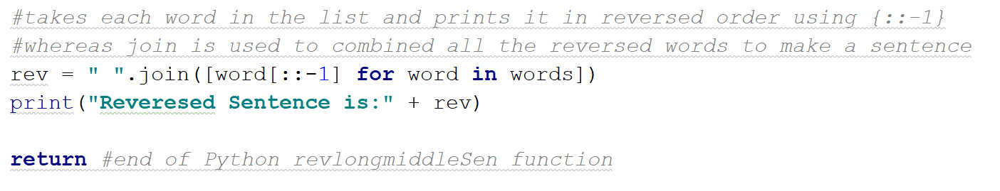 #takes each word in the list and prints it in reversed order using {::-1}
#whereas join is used to combined all the reversed words to make a sentence
rev = " ".join([word[::-1] for word in words])
print("Reveresed Sentence is:" + rev)
return #end of Python revlongmiddleSen function